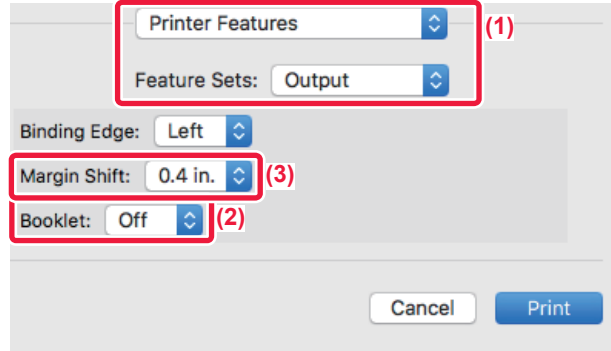 Printer Features (1)
Feature Sets: Output
Binding Edge: Left
Margin Shift: 0.4 in. (3)
Booklet: Off (2)
Cancel Print